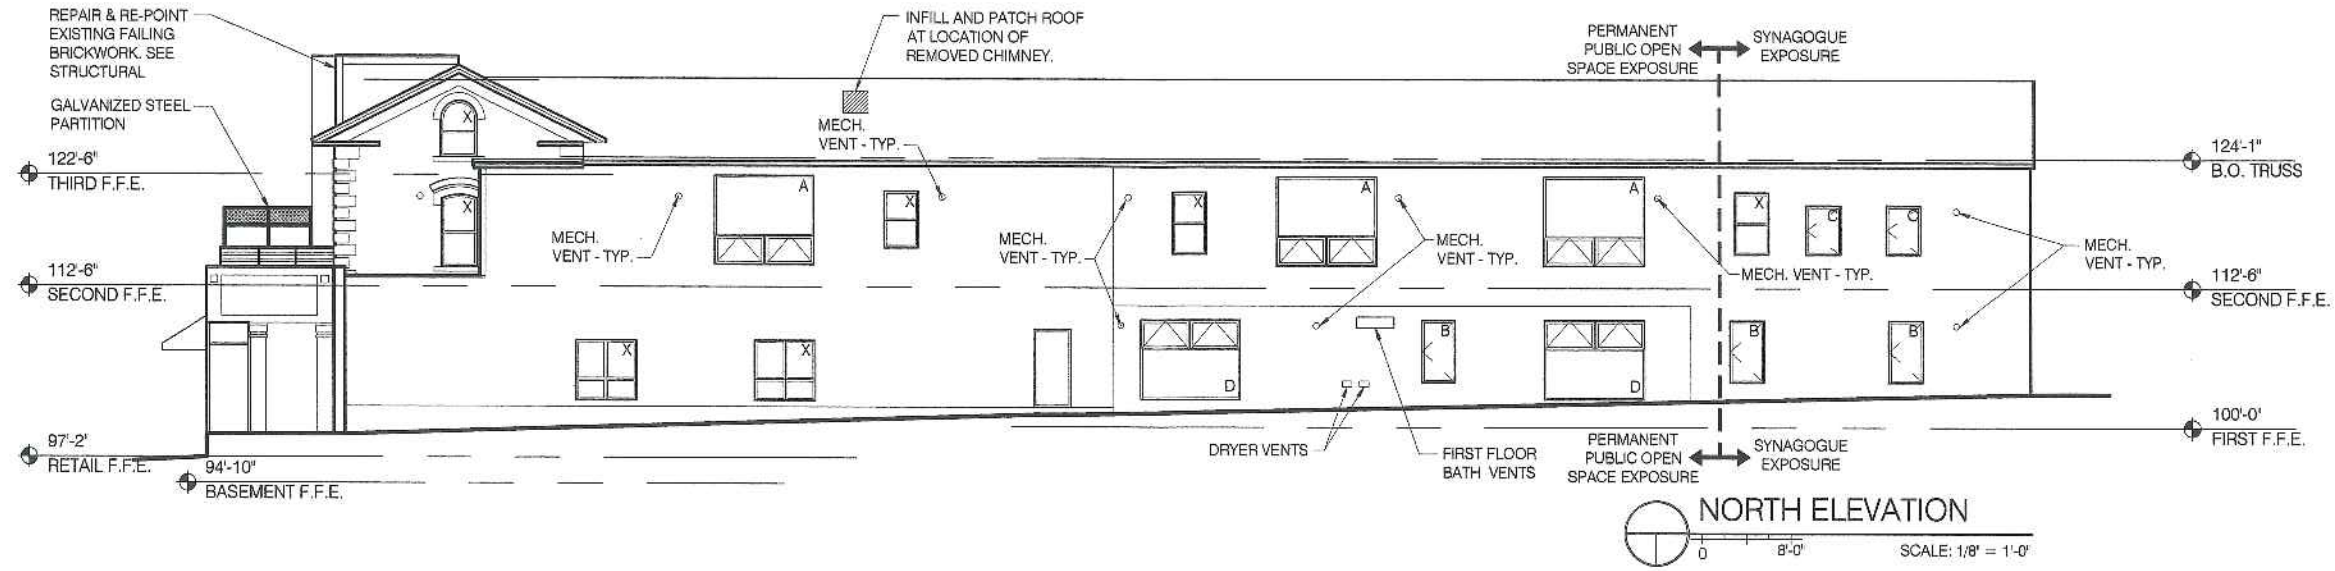 REPAIR & RE-POINT
EXISTING FAILING
BRICKWORK. SEE
STRUCTURAL
GALVANIZED STEEL
PARTITION
122'-6"
THIRD F.F.E.
112'-6"
SECOND F.F.E.
97'-2'
RETAIL F.F.E.
94'-10"
BASEMENT F.F.E.
INFILL AND PATCH ROOF
AT LOCATION OF
REMOVED CHIMNEY.
MECH.
VENT - TYP.
PERMANENT
PUBLIC OPEN
SPACE EXPOSURE
SYNAGOGUE
EXPOSURE
124'-1"
B.O. TRUSS
X
X
A
X
X
A
A
X
C
C
MECH.
VENT - TYP.
MECH.
VENT - TYP.
MECH.
VENT - TYP.
MECH. VENT - TYP.
MECH.
VENT - TYP.
112'-6"
SECOND F.F.E.
X
X
D
B
D
B
B
100'-0"
FIRST F.F.E.
DRYER VENTS
FIRST FLOOR
BATH VENTS
PERMANENT
PUBLIC OPEN
SPACE EXPOSURE
SYNAGOGUE
EXPOSURE
NORTH ELEVATION
0
8'-0"
SCALE: 1/8" = 1'-0"